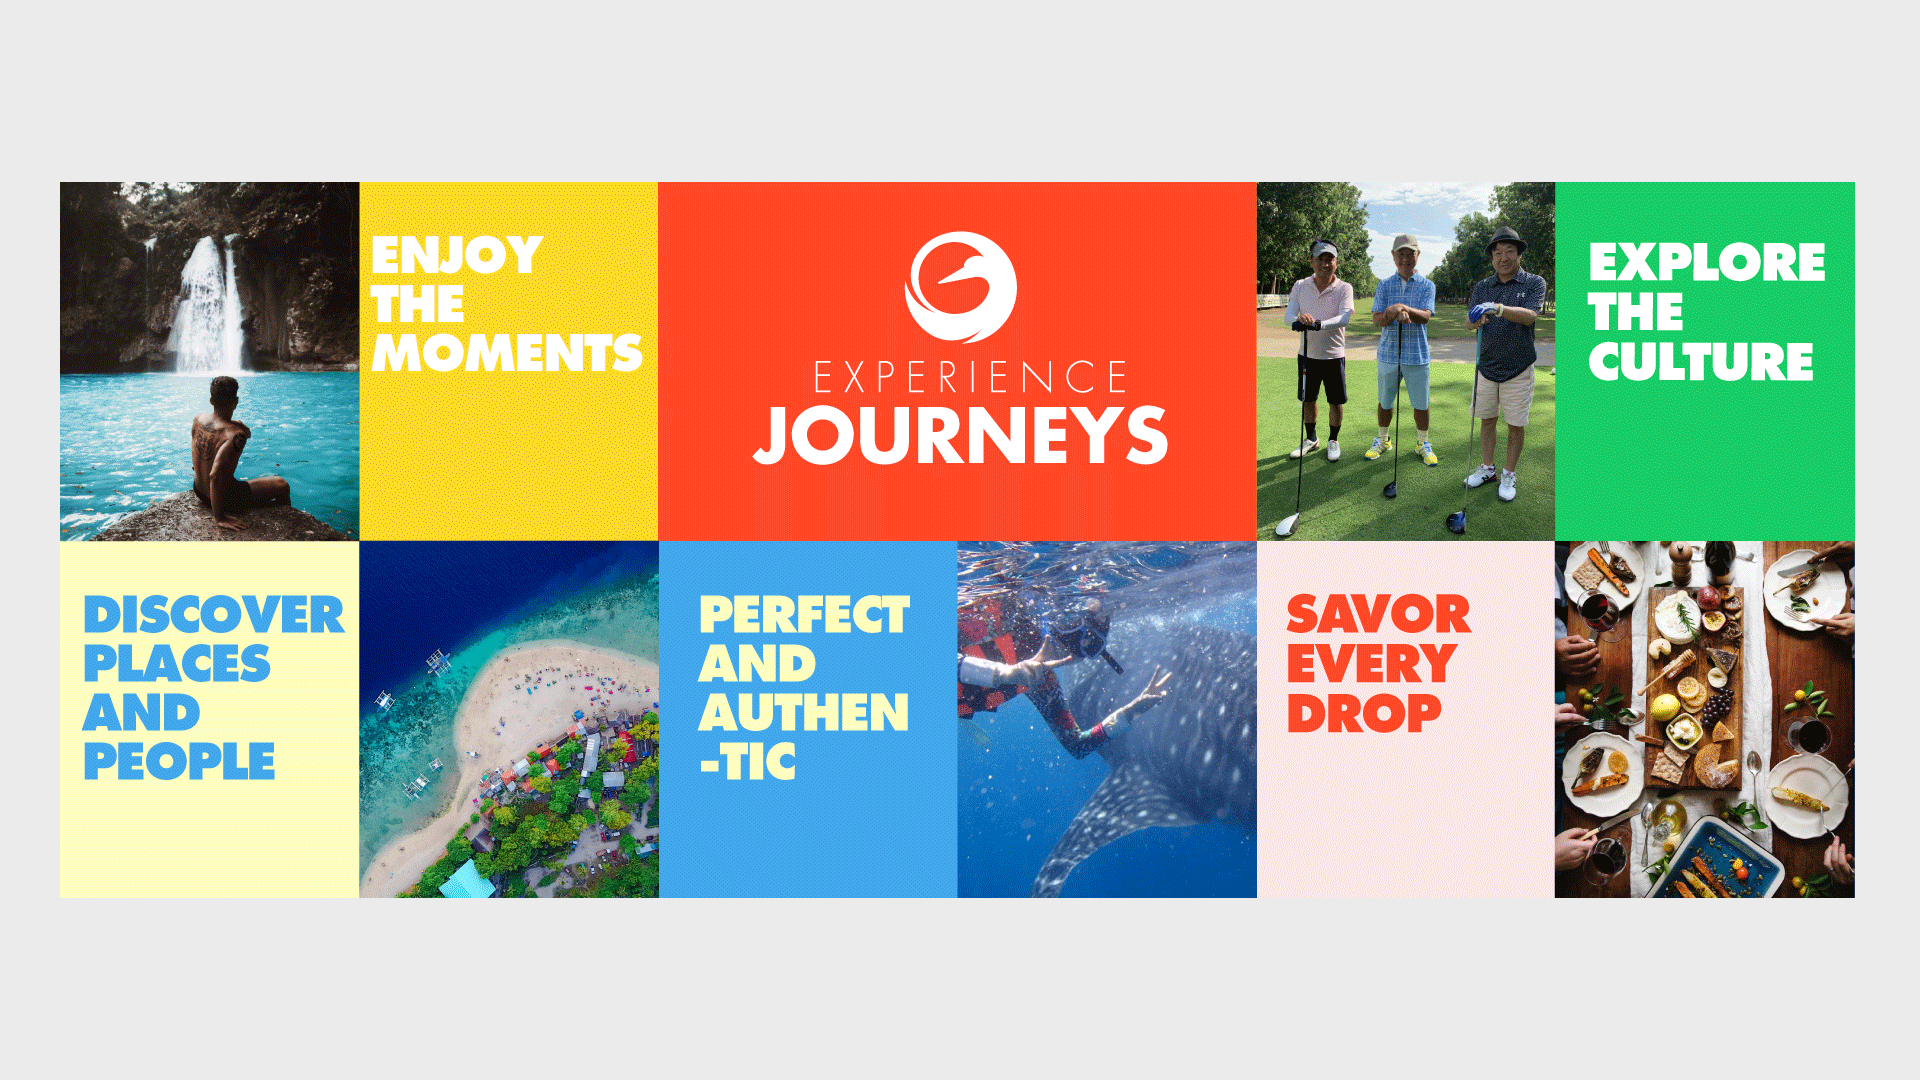 ENJOY
THE
MOMENTS
EXPERIENCE
JOURNEYS
EXPLORE
THE
CULTURE
DISCOVER
PLACES
AND
PEOPLE
PERFECT
AND
AUTHEN
-TIC
SAVOR
EVERY
DROP